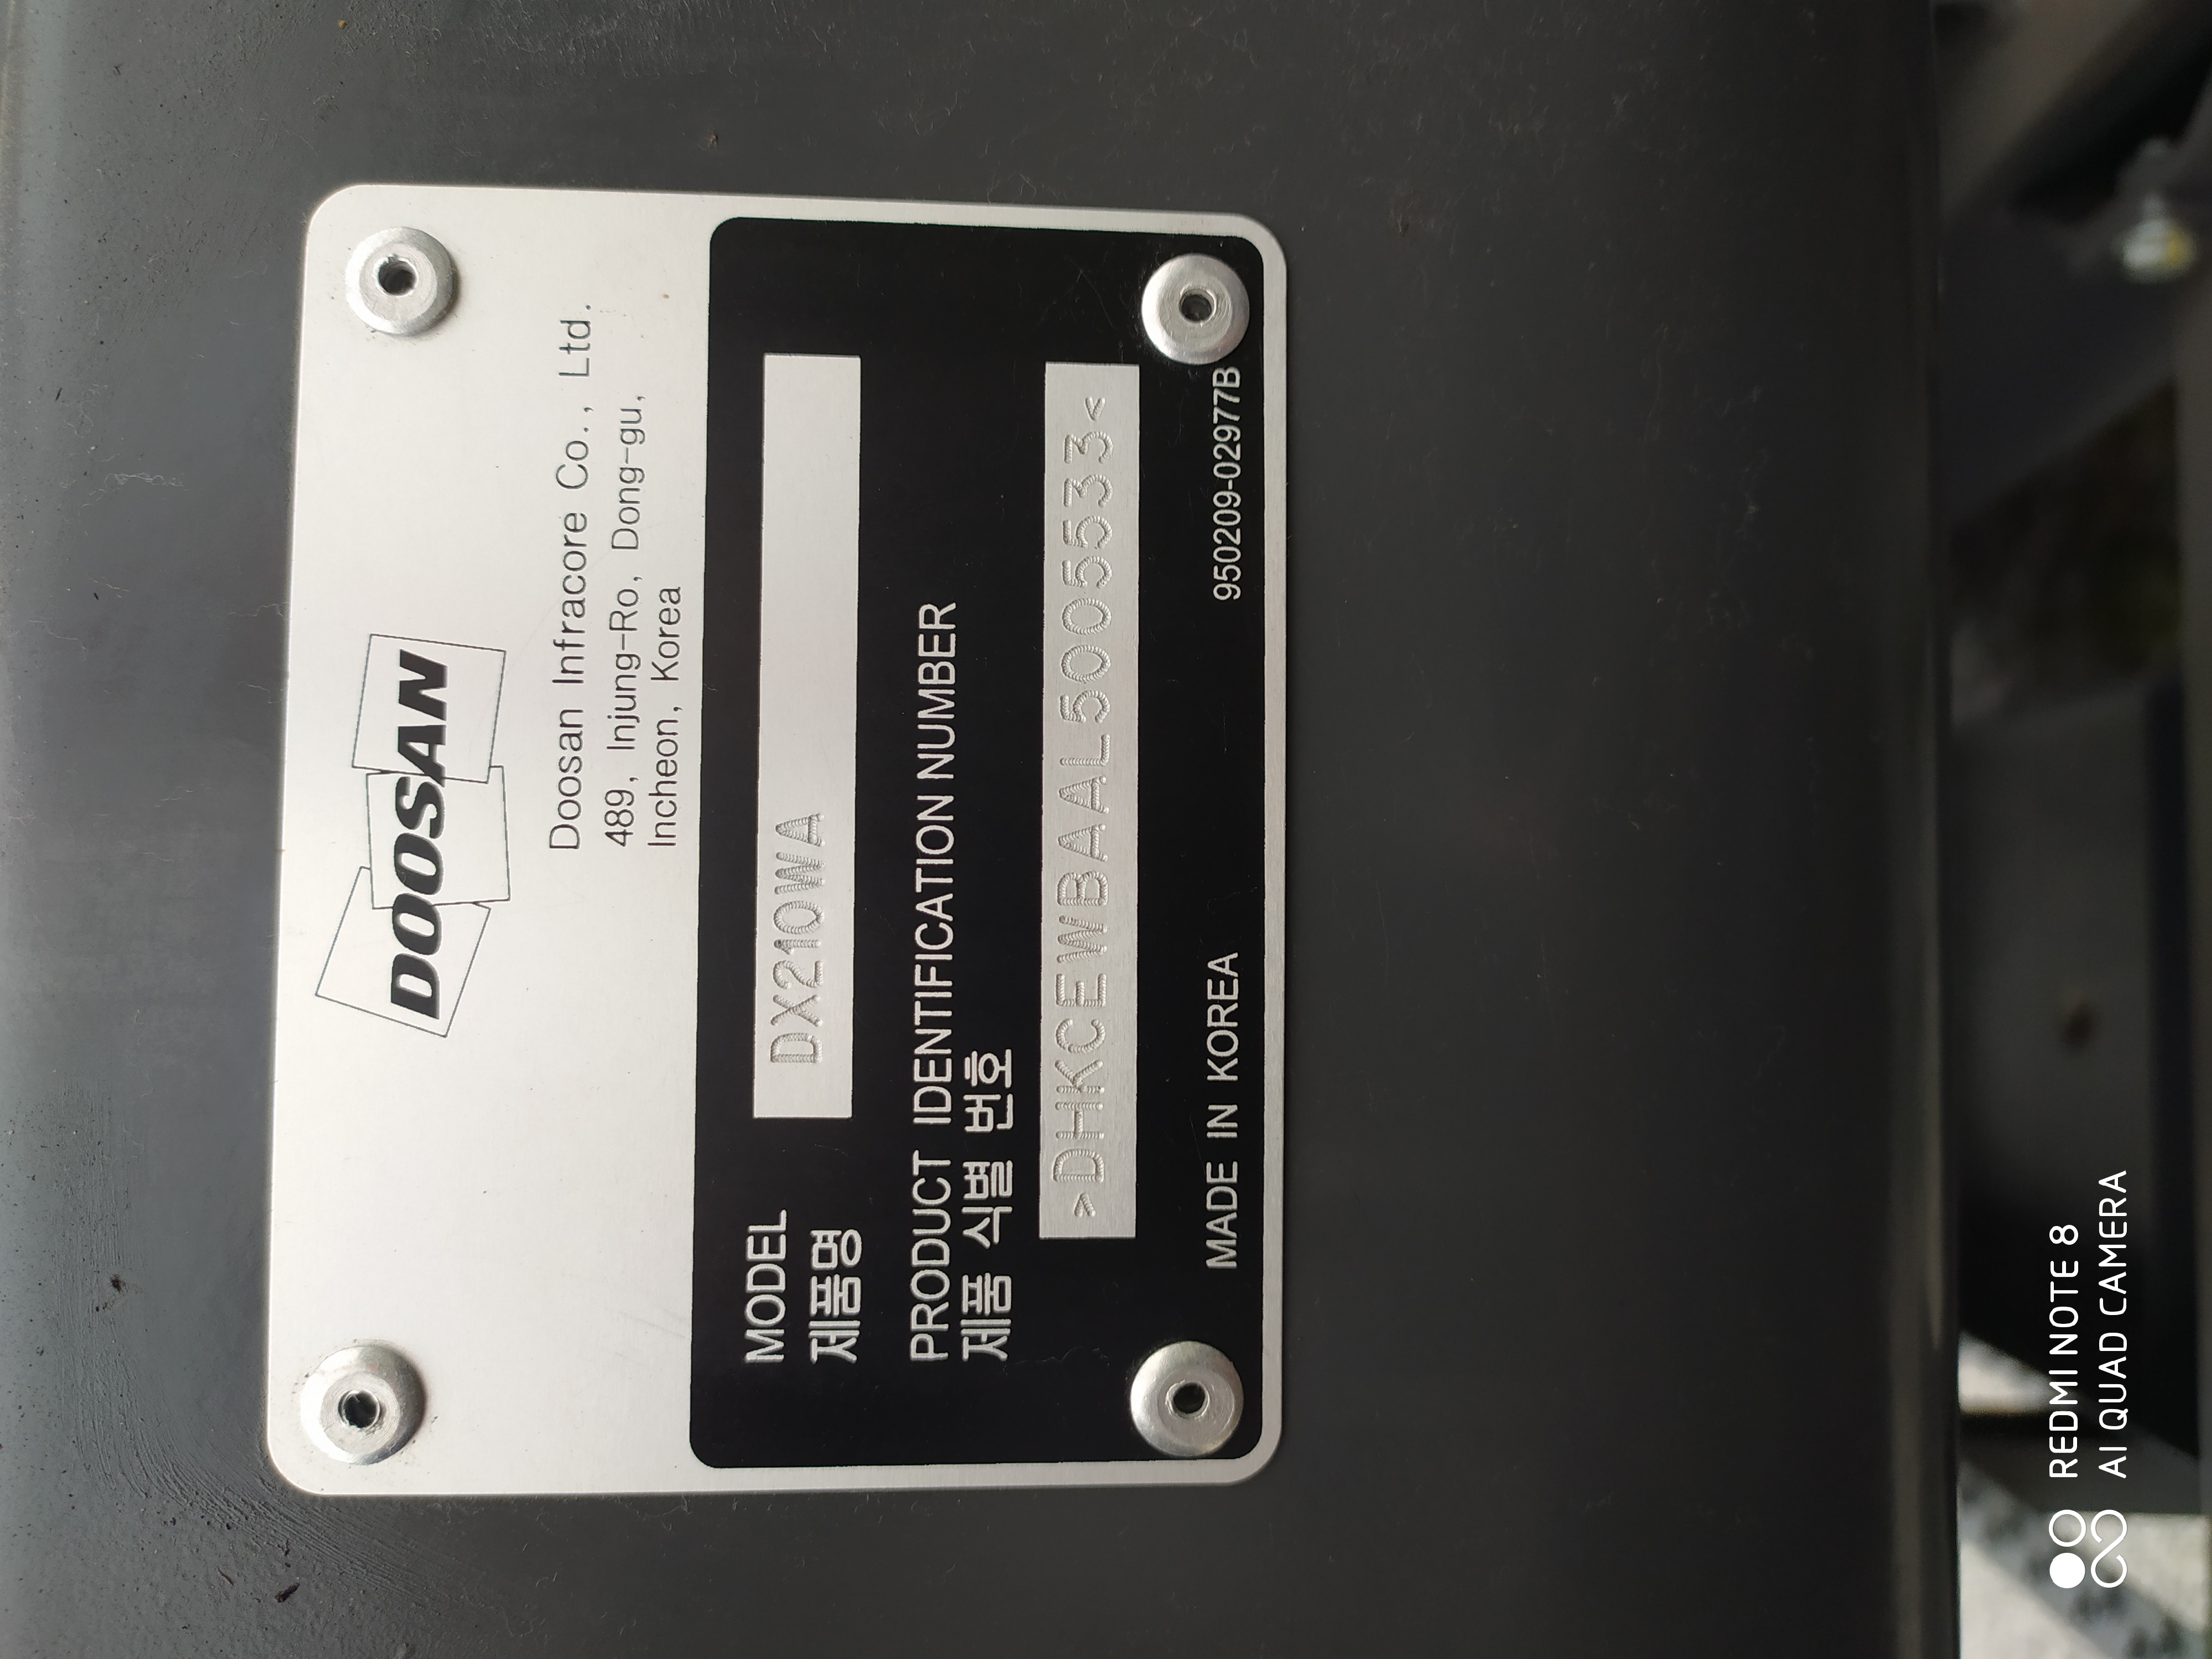 DOOSAN
Doosan Infracore Co., Ltd.
489, Injung-Ro, Dong-gu,
Incheon, Korea
MODEL
제품명
DX210WA
PRODUCT IDENTIFICATION NUMBER
제품 식별 번호
>DHKCEWBAAL5005533<
MADE IN KOREA
950209-02977B
REDMI NOTE 8
AI QUAD CAMERA